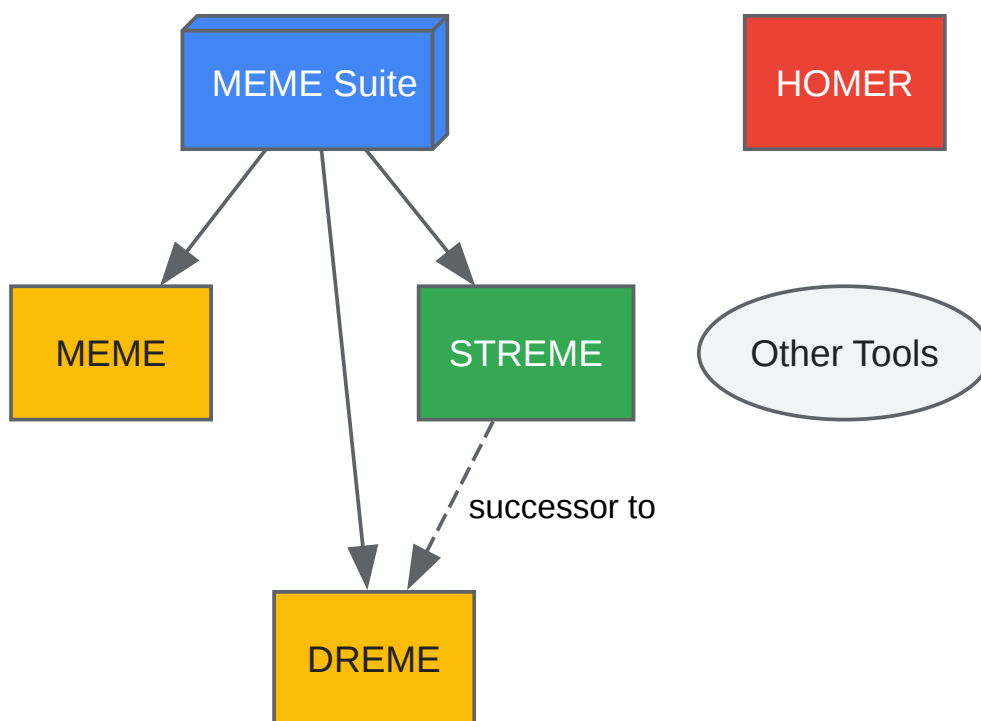 MEME Suite
HOMER
MEME
STREME
Other Tools
successor to
DREME